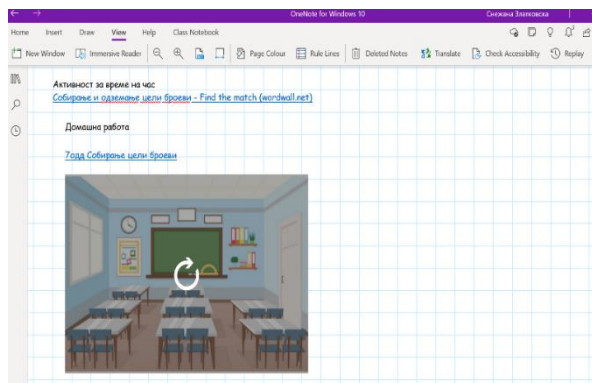 OneNote for Windows 10
Снежана Златковска
Home Insert Draw View Help Class Notebook
New Window Immersive Reader Page Colour Rule Lines Deleted Notes Translate Check Accessibility Replay
Активност за време на час
Собирање и одземање цели броеви - Find the match (wordwall.net)
Домашна работа
7одд Собирање цели броеви